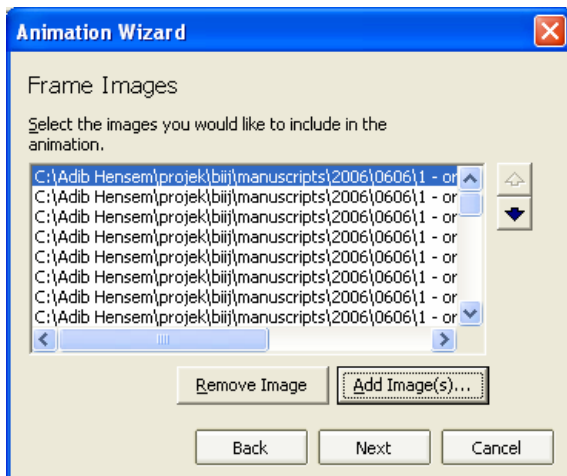 Animation Wizard
Frame Images
Select the images you would like to include in the
animation.
C:\Adib Hensem\projek\biij\manuscripts\2006\0606\1 - or
C:\Adib Hensem\projek\biij\manuscripts\2006\0606\1 - or
C:\Adib Hensem\projek\biij\manuscripts\2006\0606\1 - or
C:\Adib Hensem\projek\biij\manuscripts\2006\0606\1 - or
C:\Adib Hensem\projek\biij\manuscripts\2006\0606\1 - or
C:\Adib Hensem\projek\biij\manuscripts\2006\0606\1 - or
C:\Adib Hensem\projek\biij\manuscripts\2006\0606\1 - or
C:\Adib Hensem\projek\biij\manuscripts\2006\0606\1 - or
Remove Image Add Image(s)...
Back Next Cancel